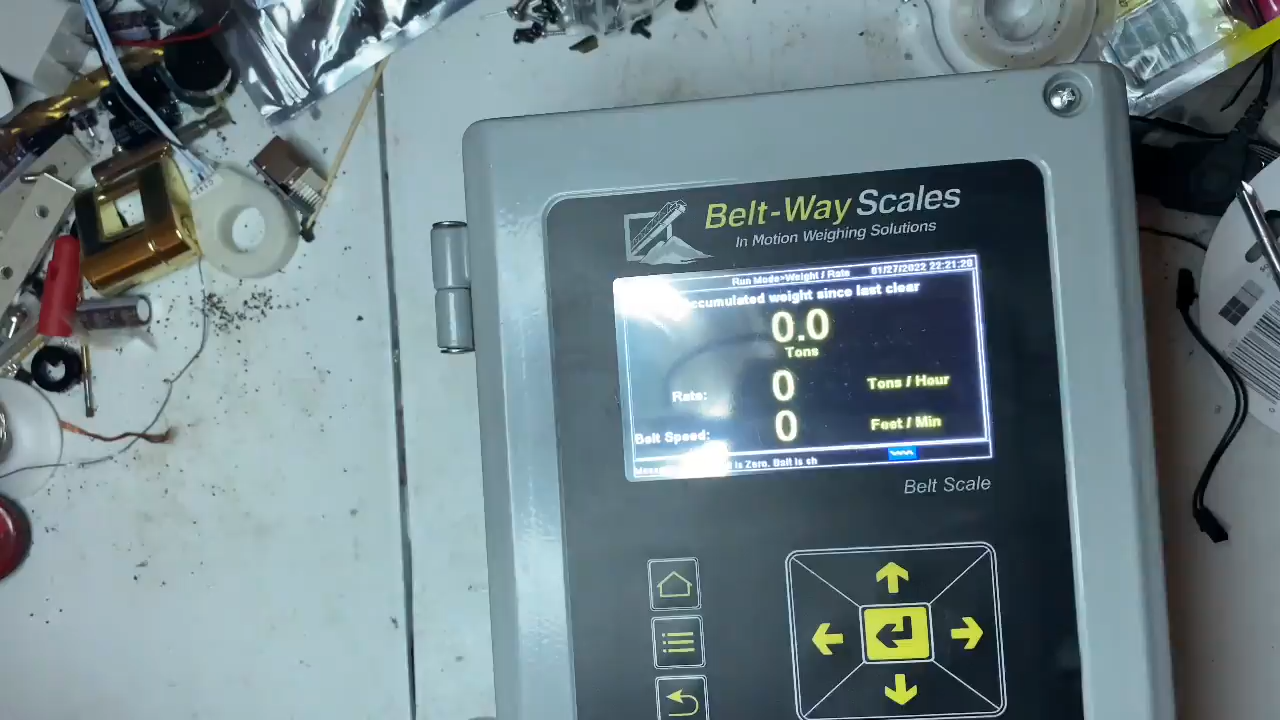 Belt-Way Scales
In Motion Weighing Solutions
Run Mode>Weight / Rate 01/27/2022 22:21:20
ccumulated weight since last clear
0.0
Tons
Rate: 0 Tons / Hour
Belt Speed: 0 Feet / Min
is Zero. Belt is ch
Belt Scale